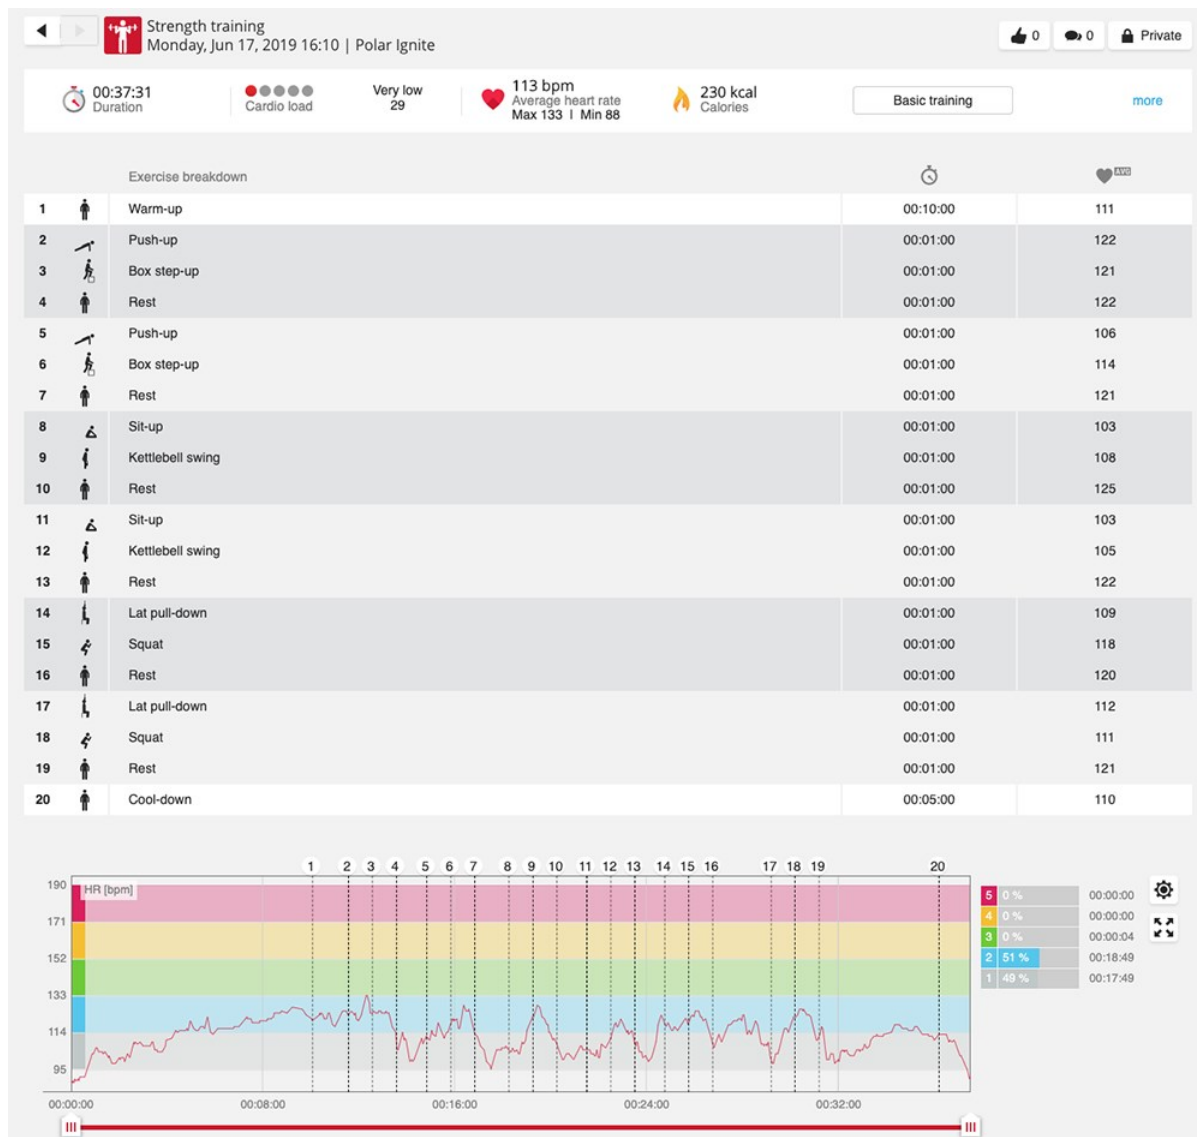 Strength training
Monday, Jun 17, 2019 16:10 | Polar Ignite
0
0
Private
00:37:31
Duration
Cardio load
Very low
29
113 bpm
Average heart rate
Max 133 | Min 88
230 kcal
Calories
Basic training
more
Exercise breakdown
AVG
1 Warm-up 00:10:00 111
2 Push-up 00:01:00 122
3 Box step-up 00:01:00 121
4 Rest 00:01:00 122
5 Push-up 00:01:00 106
6 Box step-up 00:01:00 114
7 Rest 00:01:00 121
8 Sit-up 00:01:00 103
9 Kettlebell swing 00:01:00 108
10 Rest 00:01:00 125
11 Sit-up 00:01:00 103
12 Kettlebell swing 00:01:00 105
13 Rest 00:01:00 122
14 Lat pull-down 00:01:00 109
15 Squat 00:01:00 118
16 Rest 00:01:00 120
17 Lat pull-down 00:01:00 112
18 Squat 00:01:00 111
19 Rest 00:01:00 121
20 Cool-down 00:05:00 110
1 2 3 4 5 6 7 8 9 10 11 12 13 14 15 16 17 18 19 20
HR [bpm]
190
171
152
133
114
95
00:00:00 00:08:00 00:16:00 00:24:00 00:32:00
5 0 % 00:00:00
4 0 % 00:00:00
3 0 % 00:00:04
2 51 % 00:18:49
1 49 % 00:17:49